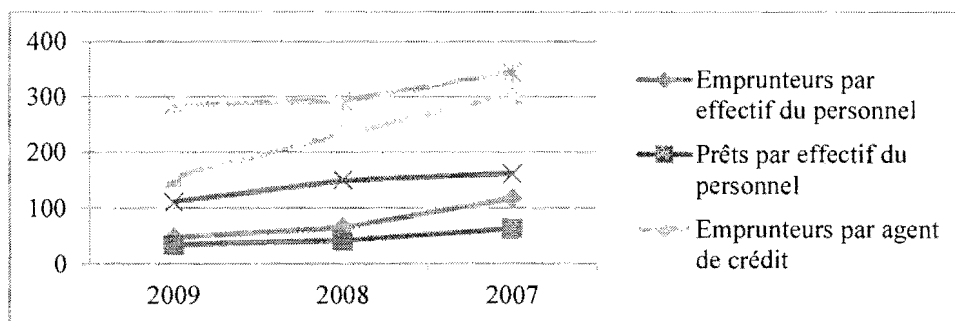 400
300
200
100
0
2009 2008 2007
Emprunteurs par
effectif du personnel
Prêts par effectif du
personnel
Emprunteurs par agent
de crédit